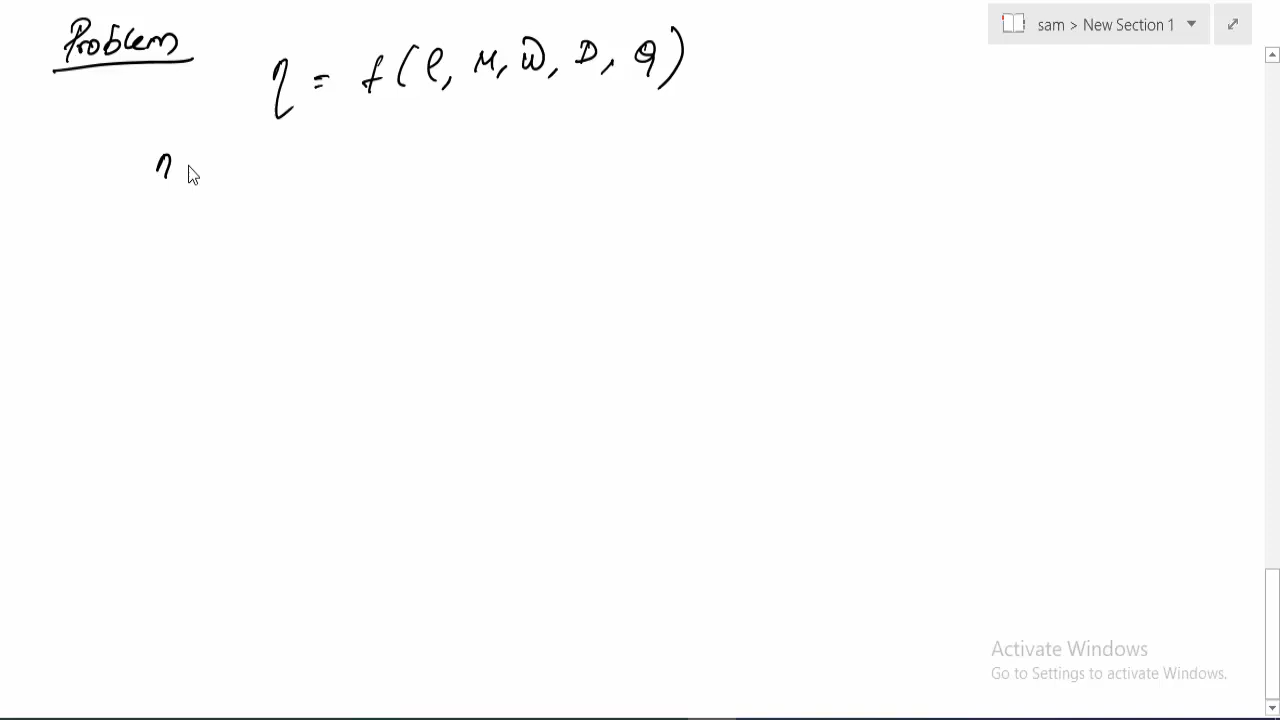 Problem
η = f(ρ, μ, ω, D, Q)
n
sam > New Section 1
Activate Windows
Go to Settings to activate Windows.